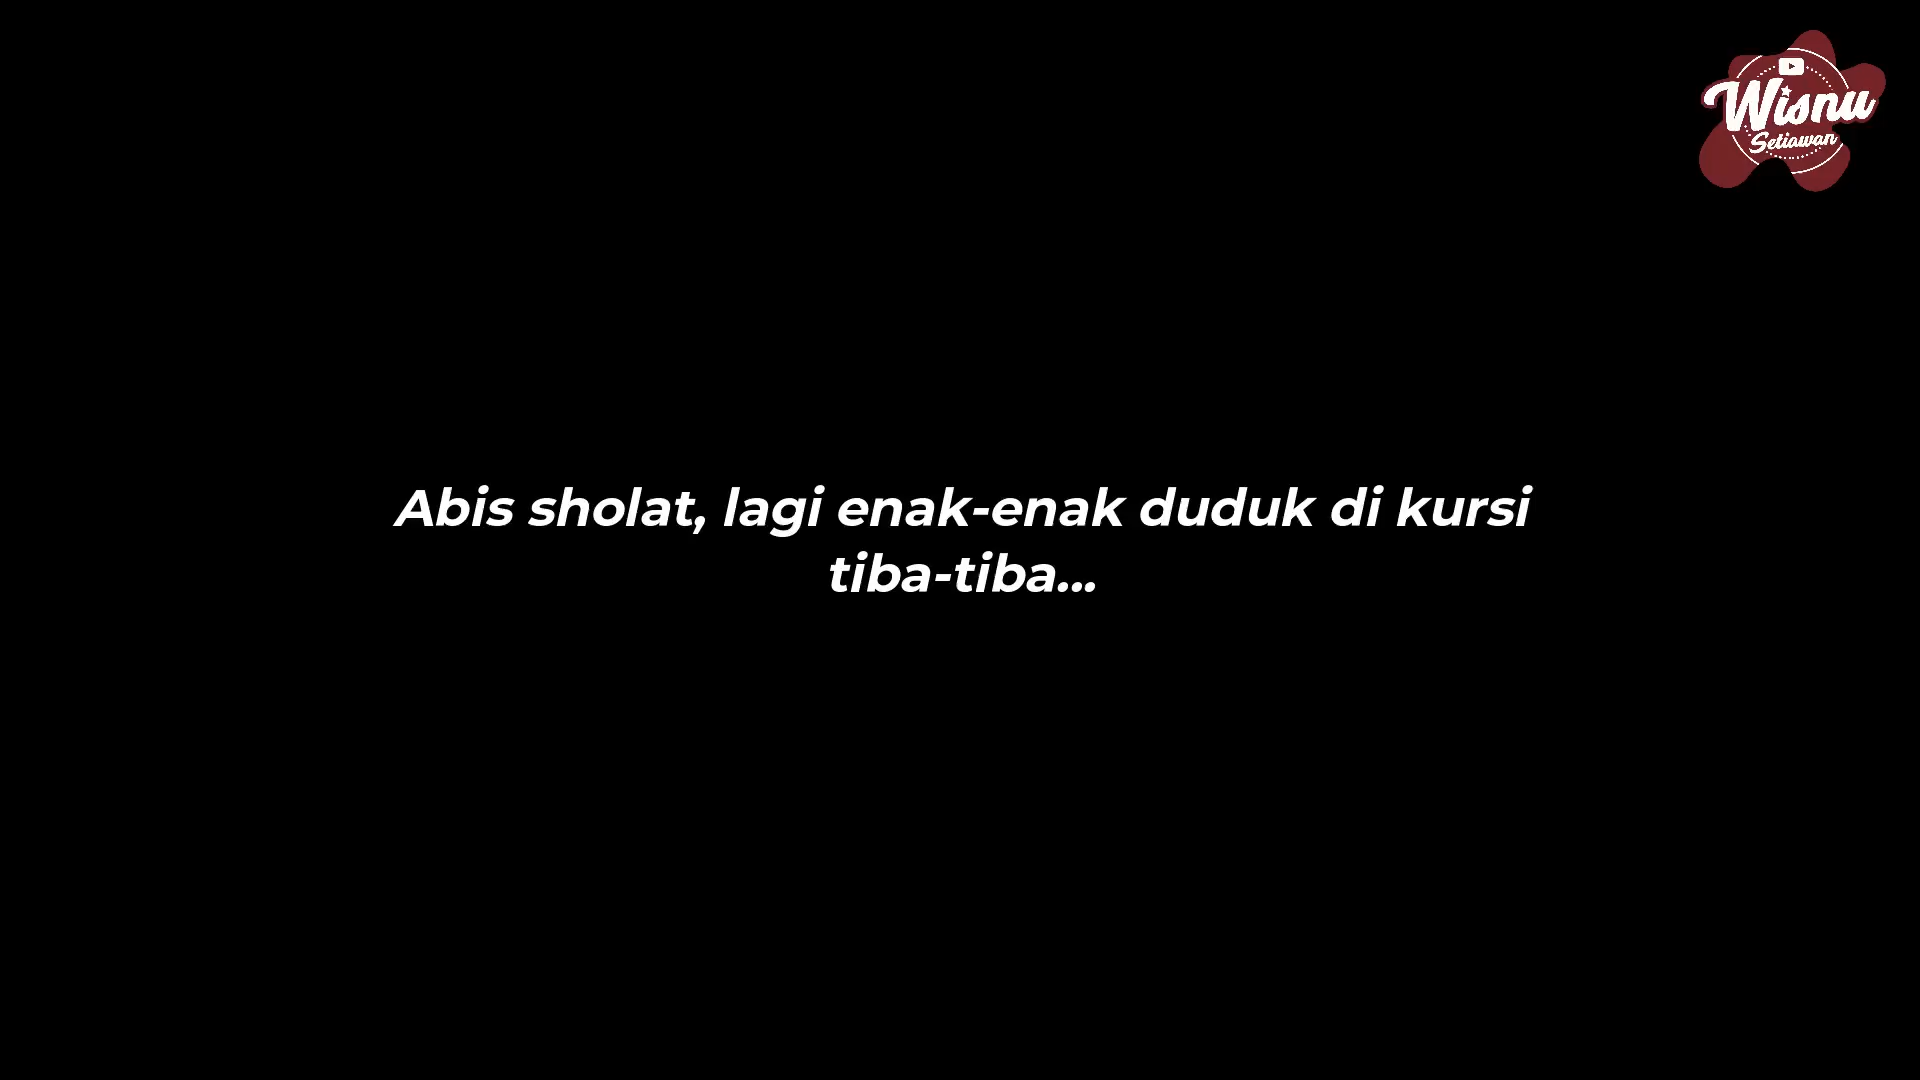 Wisnu
Setiawan
Abis sholat, lagi enak-enak duduk di kursi
tiba-tiba...